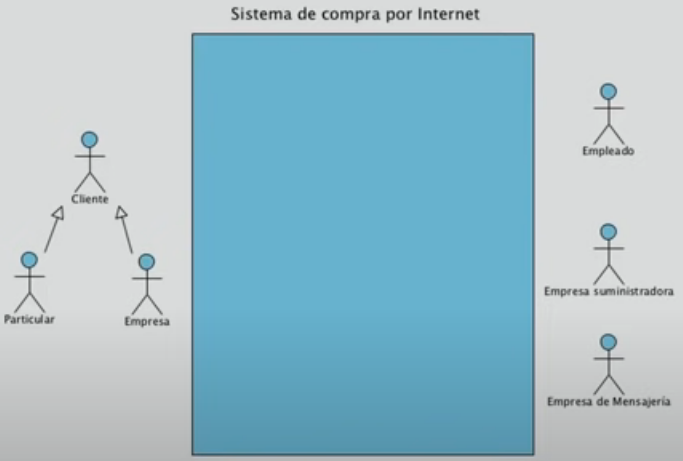 Sistema de compra por Internet
Empleado
Cliente
Empresa suministradora
Particular
Empresa
Empresa de Mensajería